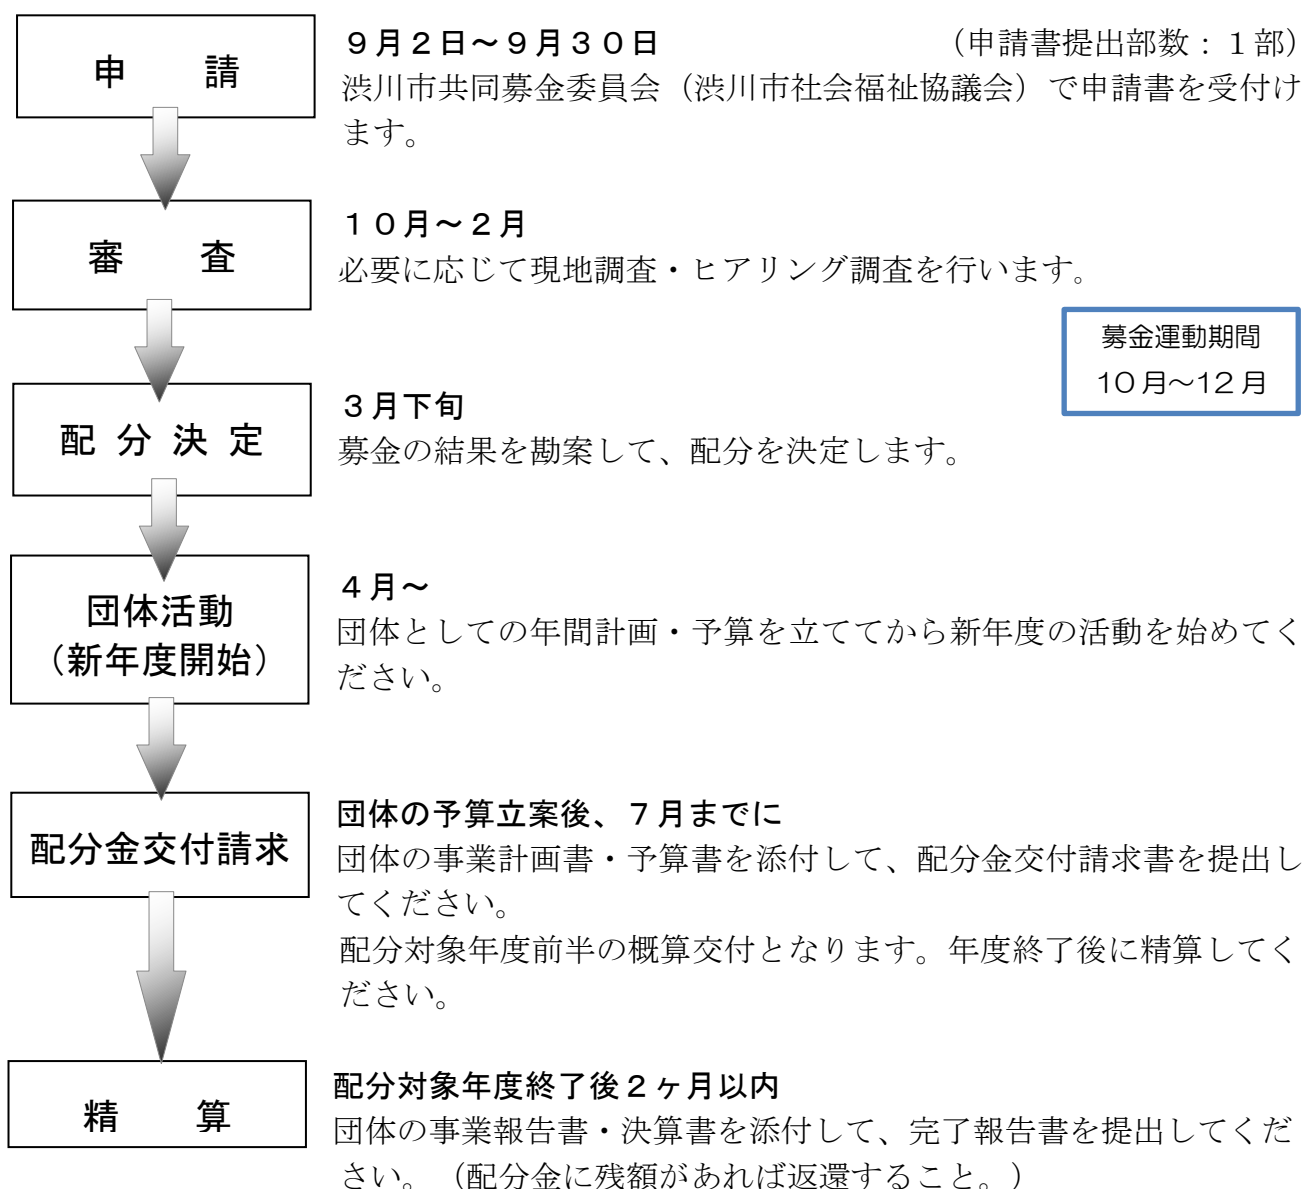 申　　請
９月２日～９月３０日　　　　　　　　　（申請書提出部数：１部）
渋川市共同募金委員会（渋川市社会福祉協議会）で申請書を受付け
ます。
審　　査
１０月～２月
必要に応じて現地調査・ヒアリング調査を行います。
募金運動期間
10月～12月
配 分 決 定
３月下旬
募金の結果を勘案して、配分を決定します。
団体活動
（新年度開始）
４月～
団体としての年間計画・予算を立ててから新年度の活動を始めてく
ださい。
配分金交付請求
団体の予算立案後、７月までに
団体の事業計画書・予算書を添付して、配分金交付請求書を提出し
てください。
配分対象年度前半の概算交付となります。年度終了後に精算してく
ださい。
精　　算
配分対象年度終了後２ヶ月以内
団体の事業報告書・決算書を添付して、完了報告書を提出してくだ
さい。（配分金に残額があれば返還すること。）